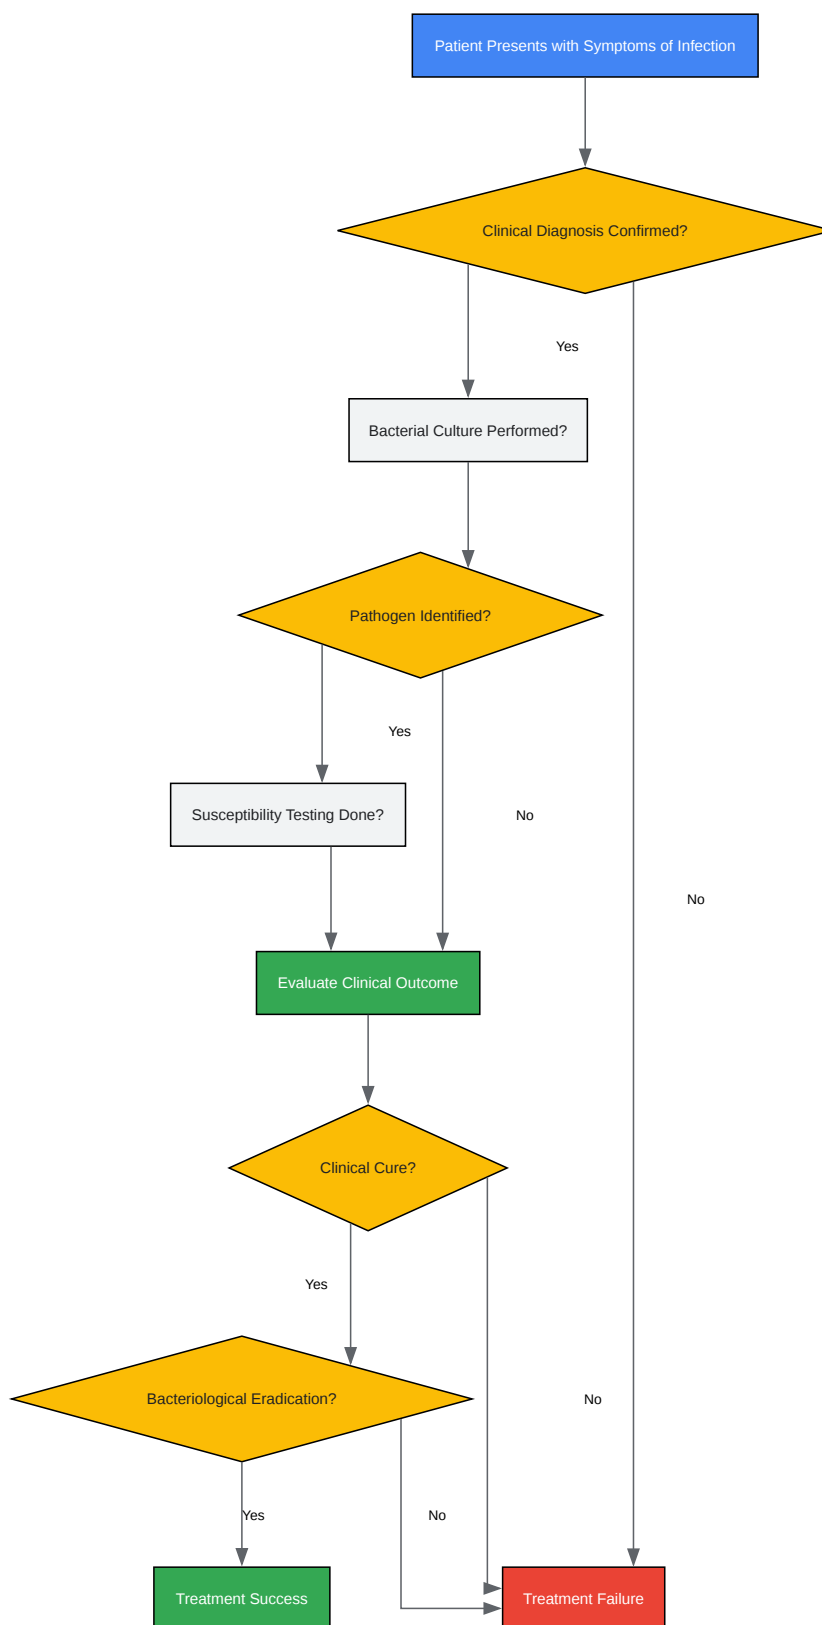 Patient Presents with Symptoms of Infection
Clinical Diagnosis Confirmed?
Yes
Bacterial Culture Performed?
Pathogen Identified?
Yes
Susceptibility Testing Done?
No
No
Evaluate Clinical Outcome
Clinical Cure?
Yes
Bacteriological Eradication?
No
Yes
No
Treatment Success
Treatment Failure